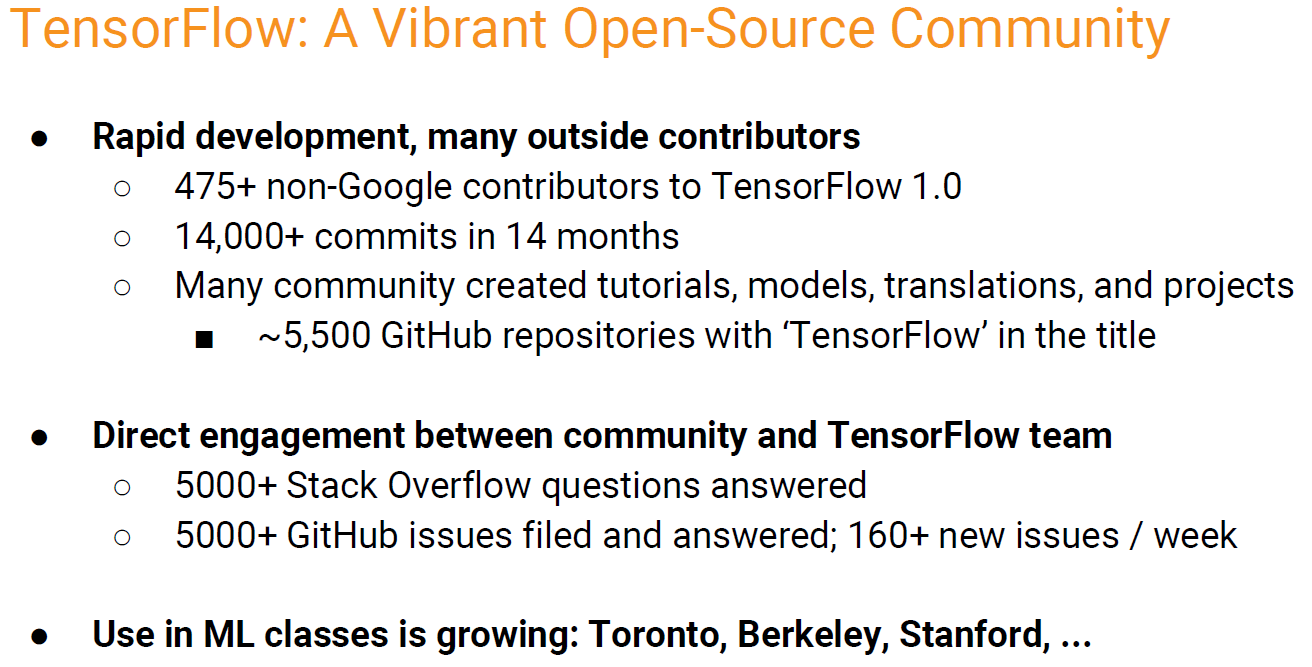 TensorFlow: A Vibrant Open-Source Community
● Rapid development, many outside contributors
○ 475+ non-Google contributors to TensorFlow 1.0
○ 14,000+ commits in 14 months
○ Many community created tutorials, models, translations, and projects
■ ~5,500 GitHub repositories with ‘TensorFlow’ in the title
● Direct engagement between community and TensorFlow team
○ 5000+ Stack Overflow questions answered
○ 5000+ GitHub issues filed and answered; 160+ new issues / week
● Use in ML classes is growing: Toronto, Berkeley, Stanford, ...